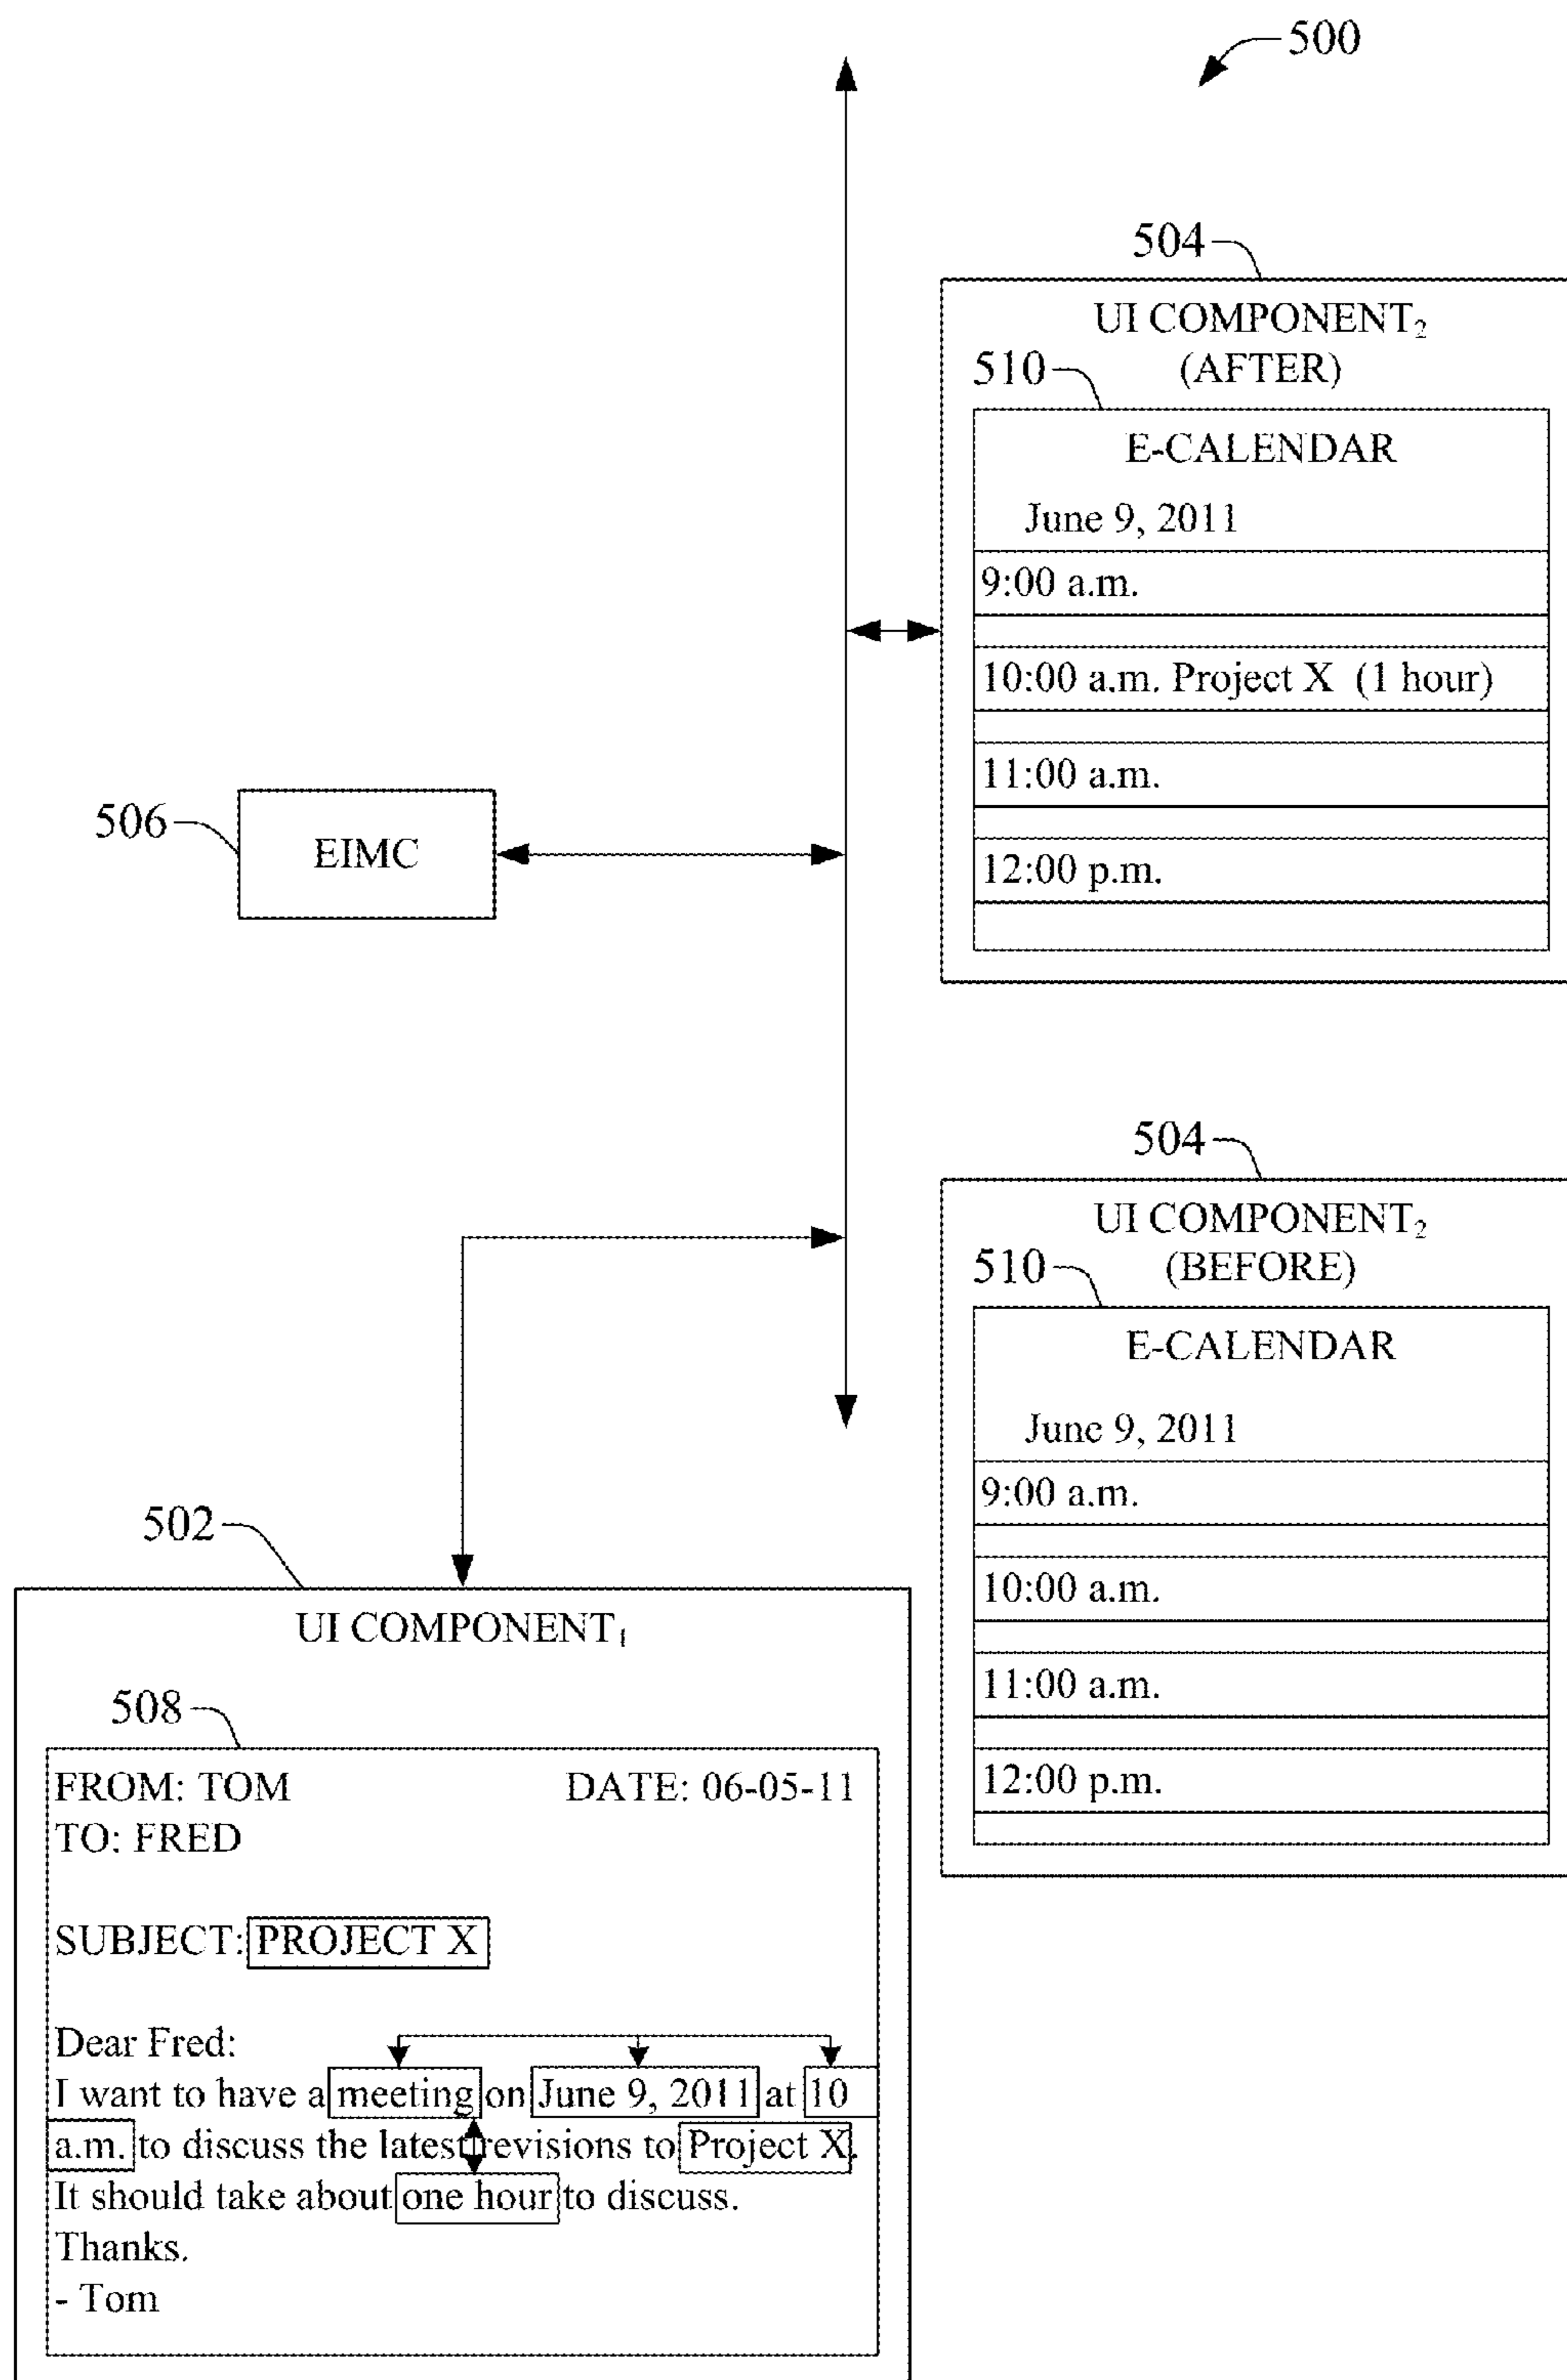 500
504
UI COMPONENT₂
(AFTER)
510
E-CALENDAR
June 9, 2011
9:00 a.m.
10:00 a.m. Project X (1 hour)
11:00 a.m.
12:00 p.m.
506
EIMC
504
UI COMPONENT₂
(BEFORE)
510
E-CALENDAR
June 9, 2011
9:00 a.m.
10:00 a.m.
11:00 a.m.
12:00 p.m.
502
UI COMPONENT₁
508
FROM: TOM DATE: 06-05-11
TO: FRED
SUBJECT: PROJECT X
Dear Fred:
I want to have a meeting on June 9, 2011 at 10
a.m. to discuss the latest revisions to Project X.
It should take about one hour to discuss.
Thanks.
- Tom